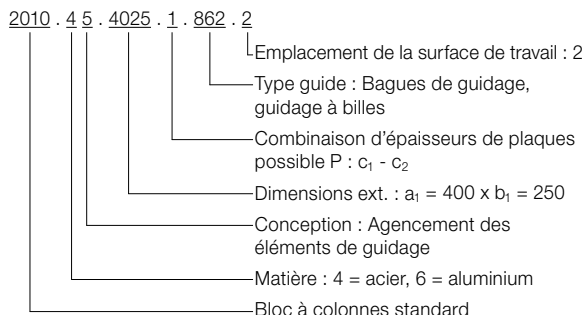 2010 . 4 5 . 4025 . 1 . 862 . 2
Emplacement de la surface de travail : 2
Type guide : Bagues de guidage,
guidage à billes
Combinaison d’épaisseurs de plaques
possible P : c₁ - c₂
Dimensions ext. : a₁ = 400 x b₁ = 250
Conception : Agencement des
éléments de guidage
Matière : 4 = acier, 6 = aluminium
Bloc à colonnes standard